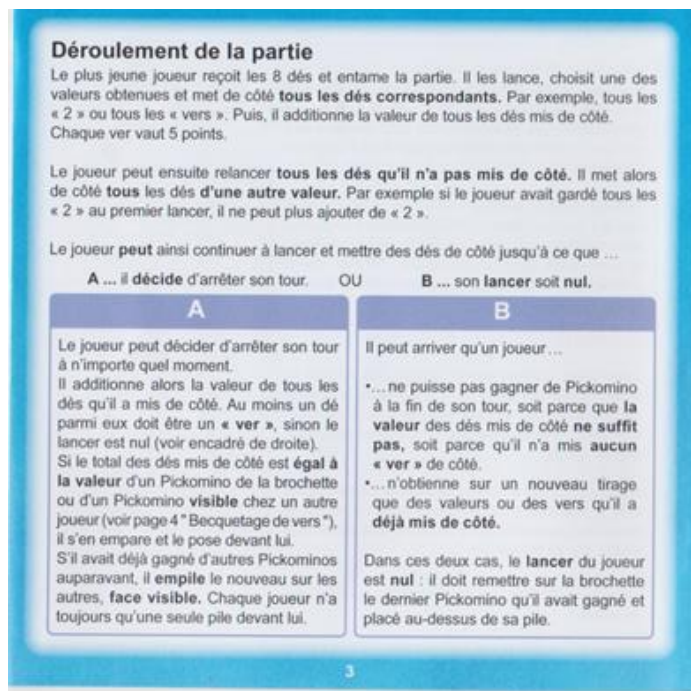 Déroulement de la partie
Le plus jeune joueur reçoit les 8 dés et entame la partie. Il les lance, choisit une des
valeurs obtenues et met de côté tous les dés correspondants. Par exemple, tous les
« 2 » ou tous les « vers ». Puis, il additionne la valeur de tous les dés mis de côté.
Chaque ver vaut 5 points.
Le joueur peut ensuite relancer tous les dés qu'il n'a pas mis de côté. Il met alors
de côté tous les dés d'une autre valeur. Par exemple si le joueur avait gardé tous les
« 2 » au premier lancer, il ne peut plus ajouter de « 2 ».
Le joueur peut ainsi continuer à lancer et mettre des dés de côté jusqu'à ce que ...
A ... il décide d'arrêter son tour. OU B ... son lancer soit nul.
A
Le joueur peut décider d'arrêter son tour
à n'importe quel moment.
Il additionne alors la valeur de tous les
dés qu'il a mis de côté. Au moins un dé
parmi eux doit être un « ver », sinon le
lancer est nul (voir encadré de droite).
Si le total des dés mis de côté est égal à
la valeur d'un Pickomino de la brochette
ou d'un Pickomino visible chez un autre
joueur (voir page 4 " Becquetage de vers "),
il s'en empare et le pose devant lui.
S'il avait déjà gagné d'autres Pickominos
auparavant, il empile le nouveau sur les
autres, face visible. Chaque joueur n'a
toujours qu'une seule pile devant lui.
B
Il peut arriver qu'un joueur...
•...ne puisse pas gagner de Pickomino
à la fin de son tour, soit parce que la
valeur des dés mis de côté ne suffit
pas, soit parce qu'il n'a mis aucun
« ver » de côté.
•...n'obtienne sur un nouveau tirage
que des valeurs ou des vers qu'il a
déjà mis de côté.
Dans ces deux cas, le lancer du joueur
est nul : il doit remettre sur la brochette
le dernier Pickomino qu'il avait gagné et
placé au-dessus de sa pile.
3